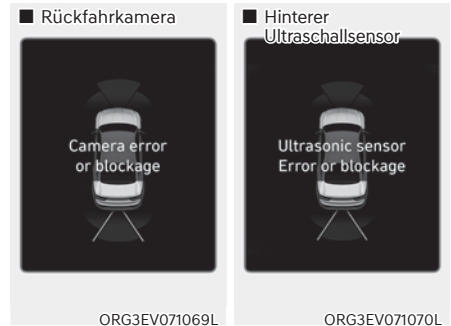 ■ Rückfahrkamera
Camera error
or blockage
ORG3EV071069L
■ Hinterer
Ultraschallsensor
Ultrasonic sensor
Error or blockage
ORG3EV071070L